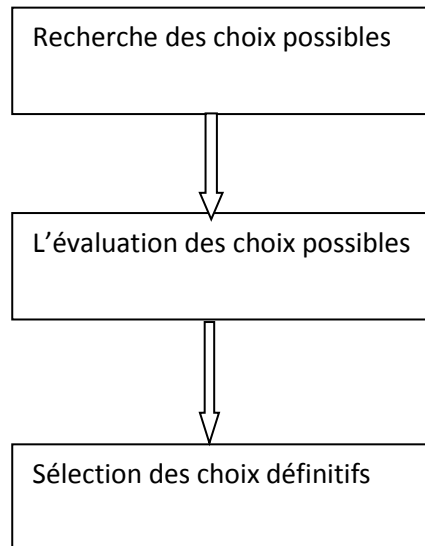 Recherche des choix possibles
L’évaluation des choix possibles
Sélection des choix définitifs